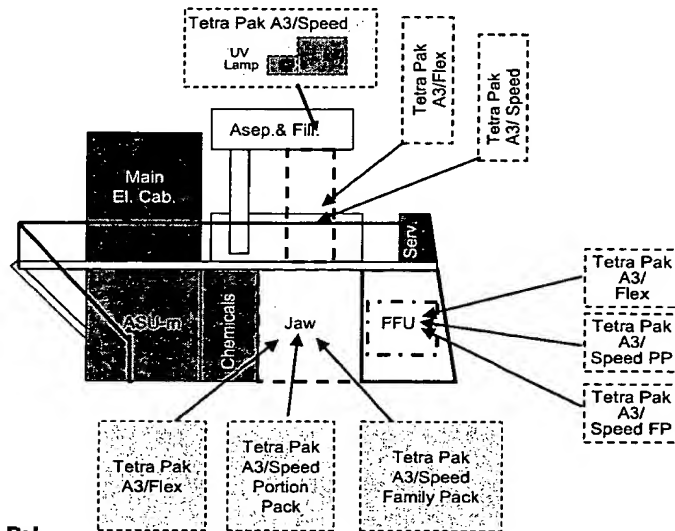 Tetra Pak A3/Speed
UV
Lamp
Tetra Pak
A3/Flex
Tetra Pak
A3/ Speed
Asep.& Fill.
Main
El. Cab.
Serv.
ASU-m
Chemicals
Jaw
FFU
Tetra Pak
A3/
Flex
Tetra Pak
A3/
Speed PP
Tetra Pak
A3/
Speed FP
Tetra Pak
A3/Flex
Tetra Pak
A3/Speed
Portion
Pack
Tetra Pak
A3/Speed
Family Pack